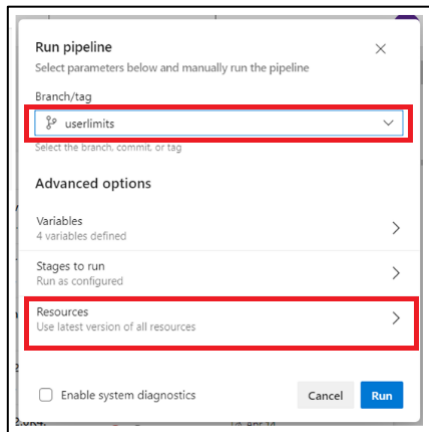 Run pipeline
Select parameters below and manually run the pipeline
Branch/tag
userlimits
Select the branch, commit, or tag
Advanced options
Variables
4 variables defined
Stages to run
Run as configured
Resources
Use latest version of all resources
Enable system diagnostics
Cancel
Run